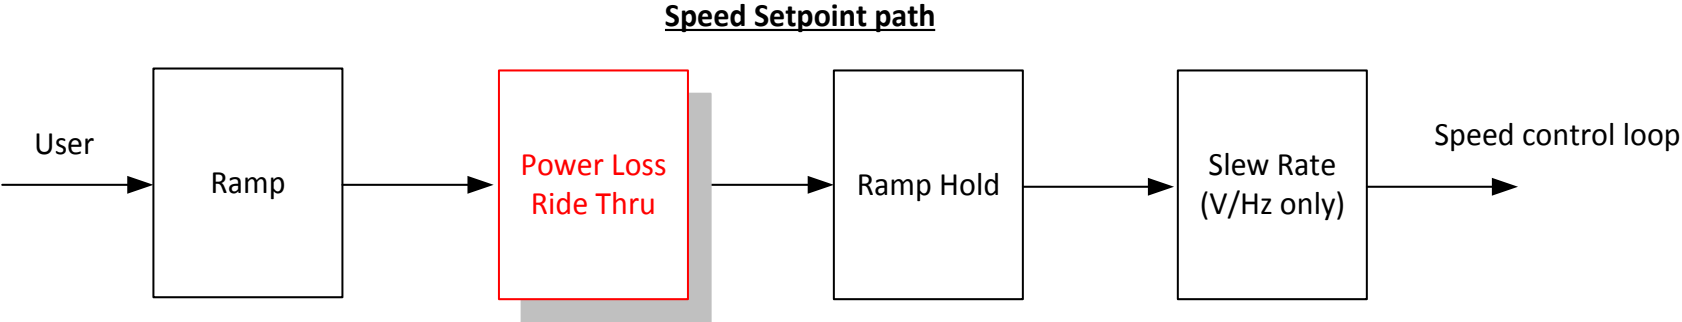 Speed Setpoint path
User
Ramp
Power Loss
Ride Thru
Ramp Hold
Slew Rate
(V/Hz only)
Speed control loop